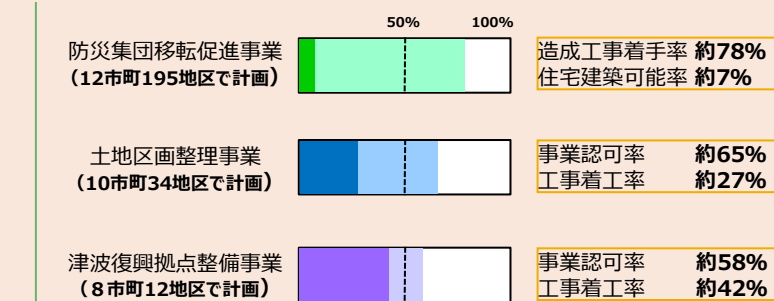 50% 100%
防災集団移転促進事業
(12市町195地区で計画)
造成工事着手率 約78%
住宅建築可能率 約7%
土地区画整理事業
(10市町34地区で計画)
事業認可率 約65%
工事着工率 約27%
津波復興拠点整備事業
(8市町12地区で計画)
事業認可率 約58%
工事着工率 約42%